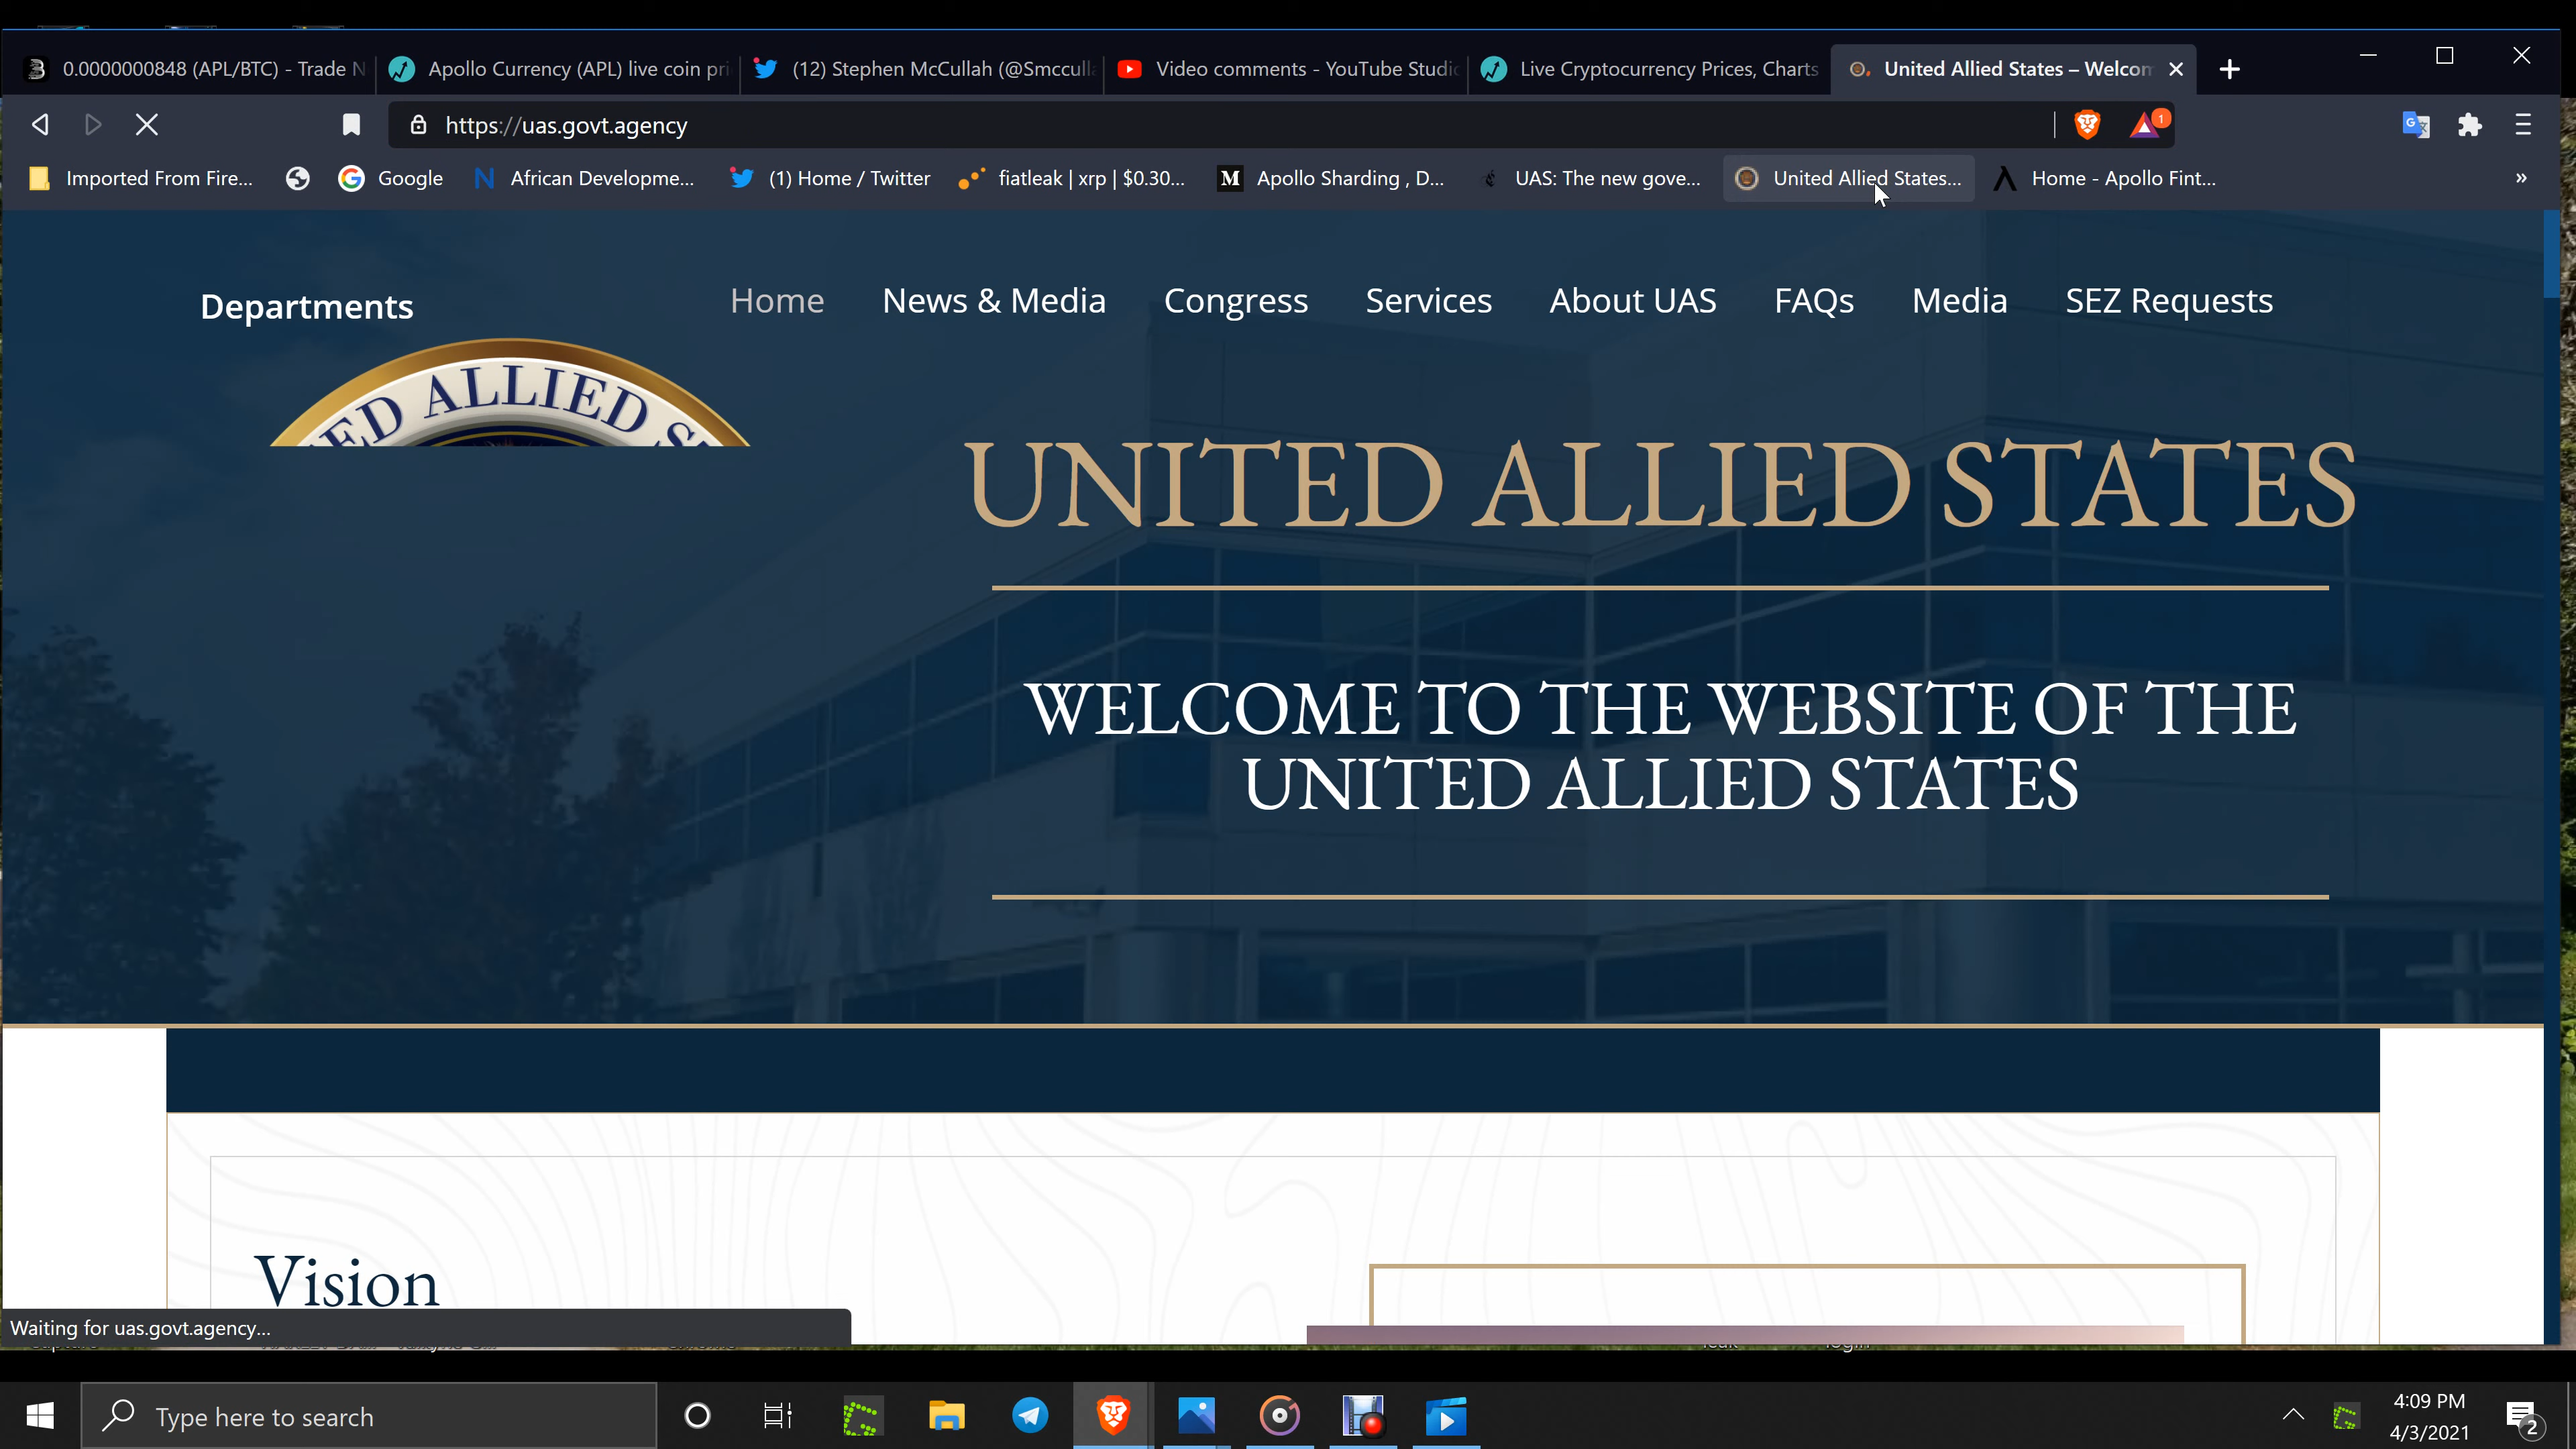 0.0000000848 (APL/BTC) - Trade N
Apollo Currency (APL) live coin pri
(12) Stephen McCullah (@Smccull
Video comments - YouTube Studio
Live Cryptocurrency Prices, Charts
United Allied States – Welcom
https://uas.govt.agency
1
Imported From Fire...
Google
African Developme...
(1) Home / Twitter
fiatleak | xrp | $0.30...
Apollo Sharding , D...
UAS: The new gove...
United Allied States...
Home - Apollo Fint...
»
Departments
Home
News & Media
Congress
Services
About UAS
FAQs
Media
SEZ Requests
ED ALLIED S
UNITED ALLIED STATES
WELCOME TO THE WEBSITE OF THE
UNITED ALLIED STATES
Vision
Waiting for uas.govt.agency...
Type here to search
4:09 PM
4/3/2021
2